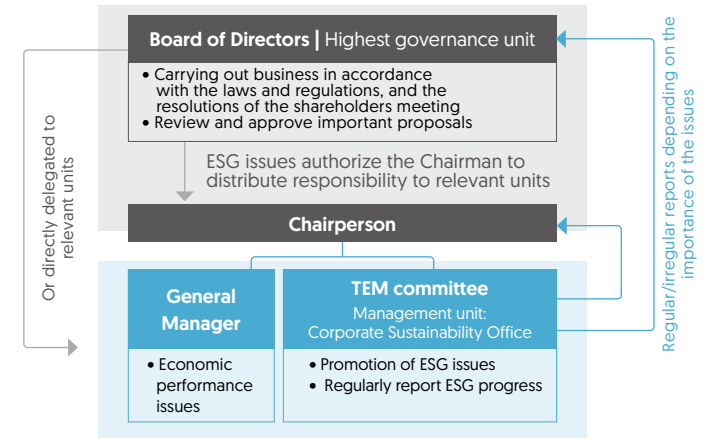 Board of Directors | Highest governance unit
• Carrying out business in accordance
with the laws and regulations, and the
resolutions of the shareholders meeting
• Review and approve important proposals
ESG issues authorize the Chairman to
distribute responsibility to relevant units
Or directly delegated to
relevant units
Regular/irregular reports depending on the
importance of the issues
Chairperson
General
Manager
• Economic
performance
issues
TEM committee
Management unit:
Corporate Sustainability Office
• Promotion of ESG issues
• Regularly report ESG progress